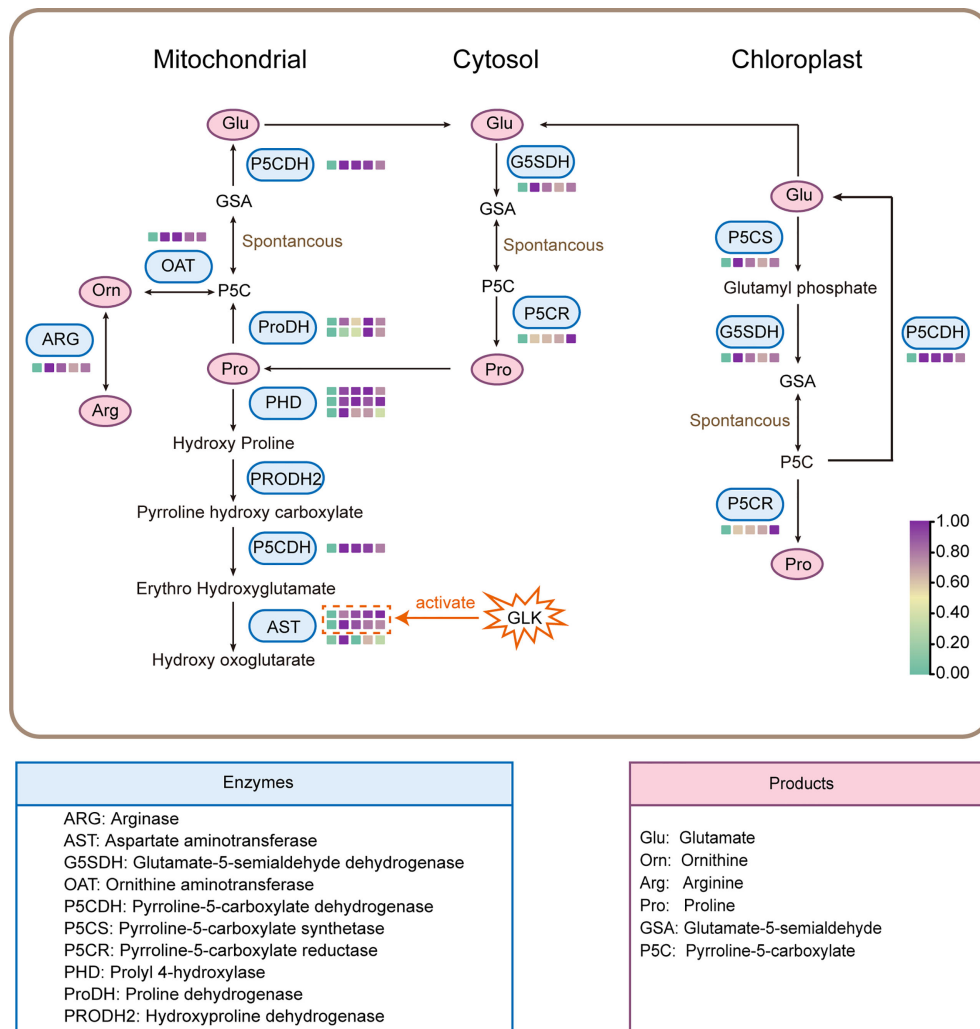 Mitochondrial
Cytosol
Chloroplast
Glu
P5CDH
GSA
Spontancous
OAT
Orn
P5C
ARG
ProDH
Arg
Pro
PHD
Hydroxy Proline
PRODH2
Pyrroline hydroxy carboxylate
P5CDH
Erythro Hydroxyglutamate
AST
activate
GLK
Hydroxy oxoglutarate
Glu
G5SDH
GSA
Spontancous
P5C
P5CR
Pro
Glu
P5CS
Glutamyl phosphate
G5SDH
P5CDH
GSA
Spontancous
P5C
P5CR
Pro
1.00
0.80
0.60
0.40
0.20
0.00
Enzymes
ARG: Arginase
AST: Aspartate aminotransferase
G5SDH: Glutamate-5-semialdehyde dehydrogenase
OAT: Ornithine aminotransferase
P5CDH: Pyrroline-5-carboxylate dehydrogenase
P5CS: Pyrroline-5-carboxylate synthetase
P5CR: Pyrroline-5-carboxylate reductase
PHD: Prolyl 4-hydroxylase
ProDH: Proline dehydrogenase
PRODH2: Hydroxyproline dehydrogenase
Products
Glu: Glutamate
Orn: Ornithine
Arg: Arginine
Pro: Proline
GSA: Glutamate-5-semialdehyde
P5C: Pyrroline-5-carboxylate